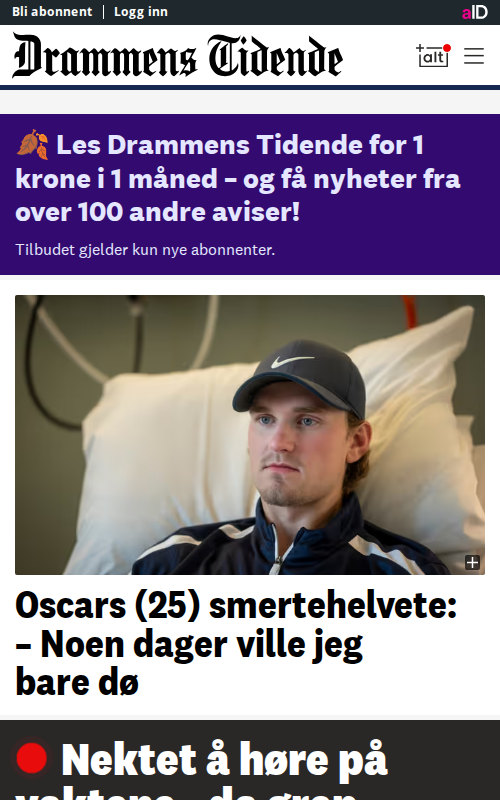 Bli abonnent | Logg inn
aID
Drammens Tidende
+alt
🍂 Les Drammens Tidende for 1
krone i 1 måned – og få nyheter fra
over 100 andre aviser!
Tilbudet gjelder kun nye abonnenter.
Oscars (25) smertehelvete:
– Noen dager ville jeg
bare dø
Nektet å høre på